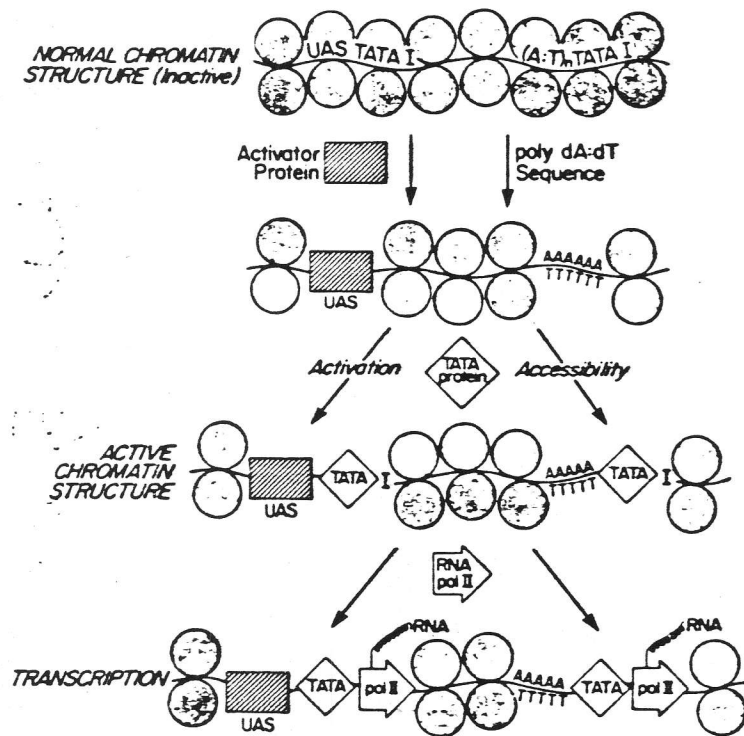 NORMAL CHROMATIN
STRUCTURE (Inactive)
UAS TATA I
(A:T)n TATA I
Activator
Protein
poly dA:dT
Sequence
AAAAAA
TTTTTT
UAS
Activation
TATA
protein
Accessibility
ACTIVE
CHROMATIN
STRUCTURE
UAS
TATA
I
AAAAA
TTTTT
TATA
I
RNA
pol II
TRANSCRIPTION
UAS
TATA
pol II
RNA
AAAAA
TTTTT
TATA
pol II
RNA